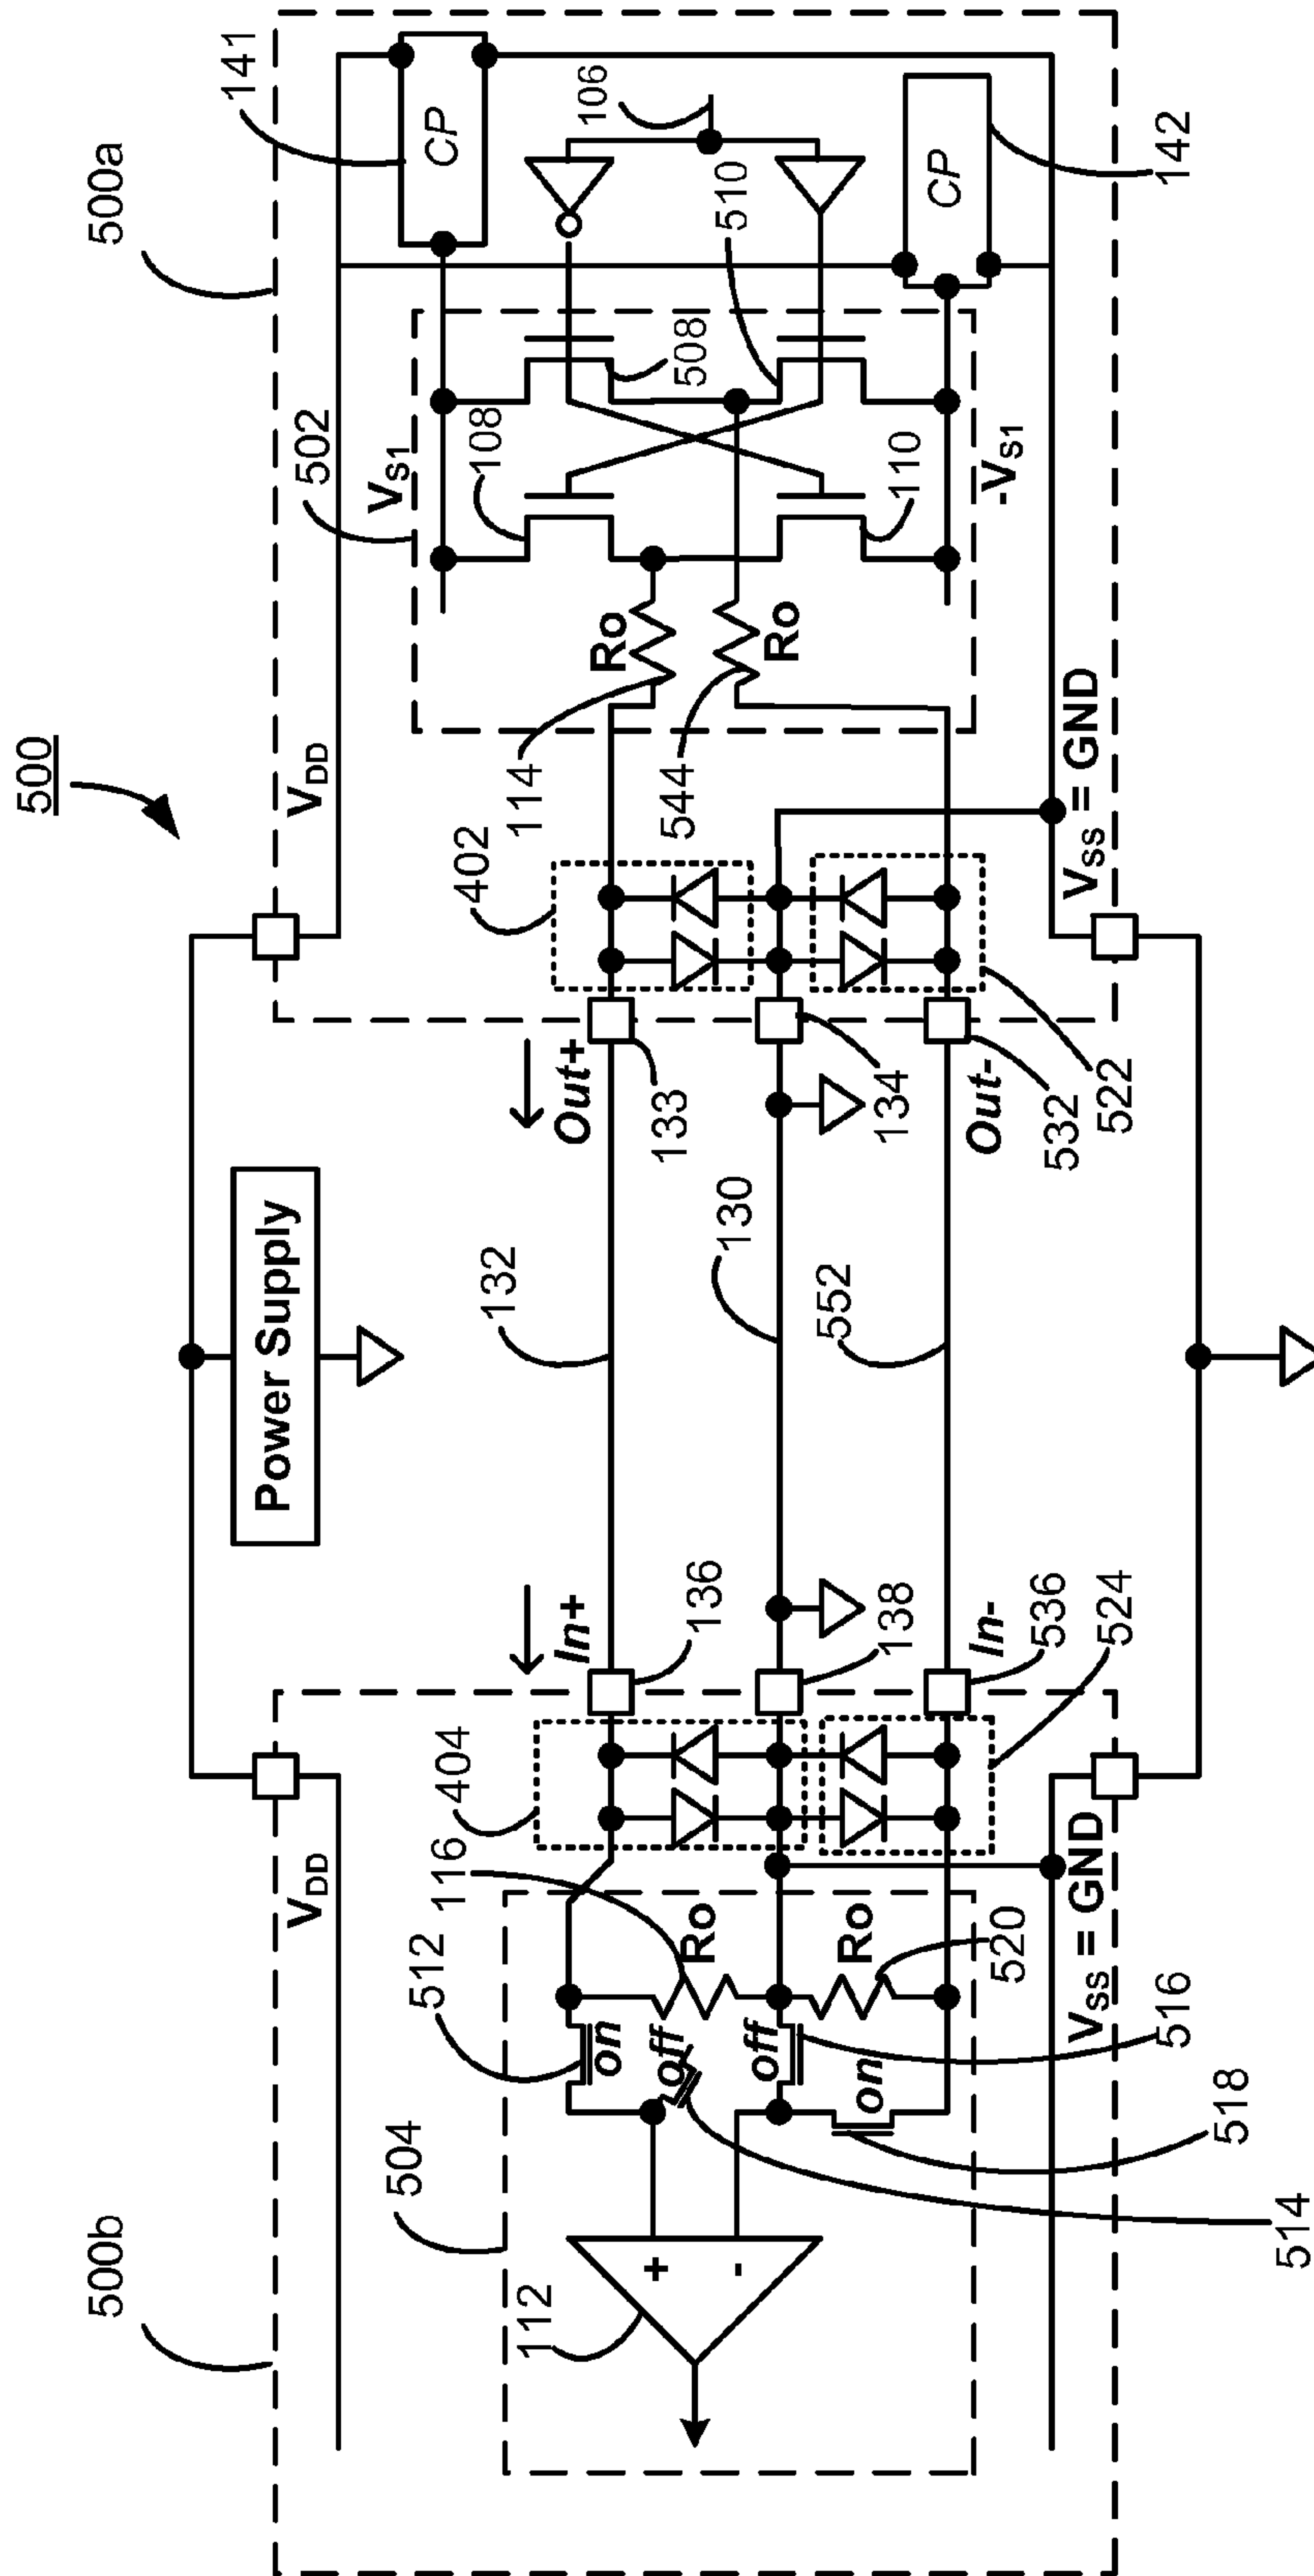 500
500b
500a
Power Supply
V_DD
V_DD
141
CP
502
V_S1
504
404
In+
132
Out+
402
108
106
112
512
116
136
133
114
Ro
508
510
on
off
Ro
+
-
off
Ro
on
138
130
134
544
Ro
552
In-
536
524
Out-
532
522
110
-V_S1
CP
142
520
516
518
514
V_SS = GND
V_SS = GND